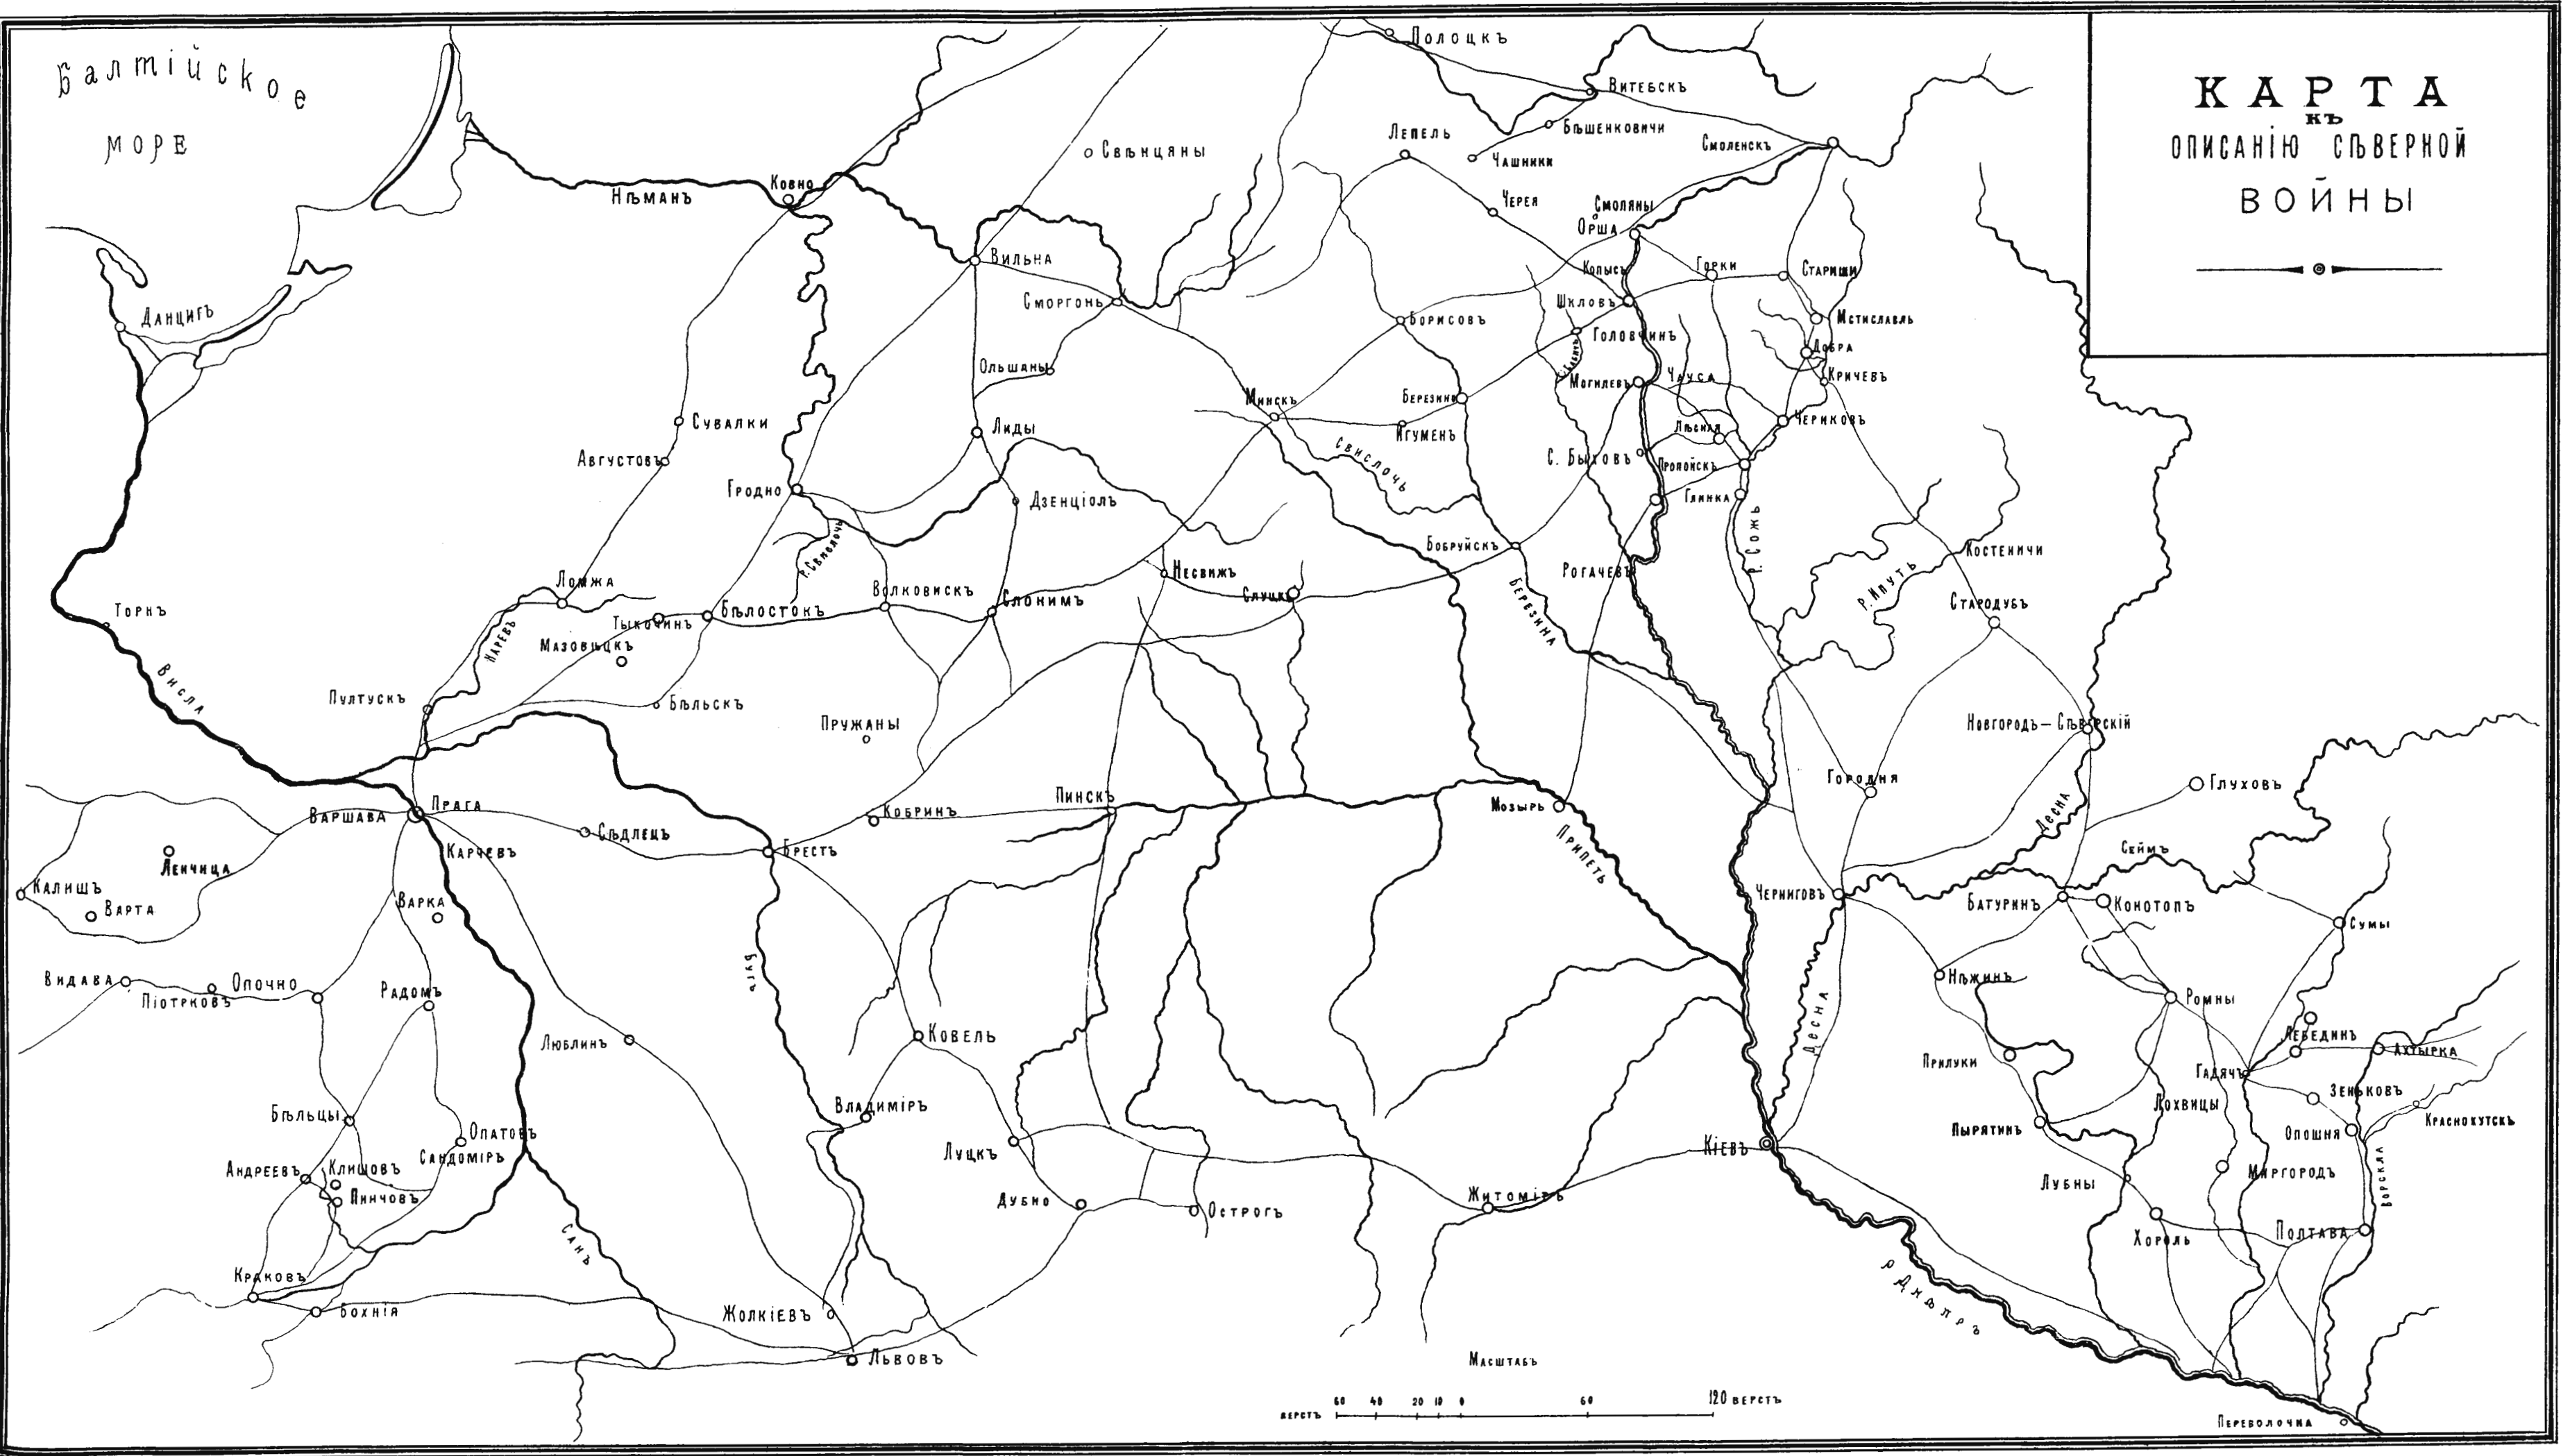 КАРТА
КЪ
ОПИСАНІЮ СѢВЕРНОЙ
ВОЙНЫ
Балтійское
МОРЕ
ПОЛОЦКЪ
ВИТЕБСКЪ
БѢШЕНКОВИЧИ
ЛЕПЕЛЬ
ЧАШНИКИ
СМОЛЕНСКЪ
СВѢНЦЯНЫ
КОВНО
НѢМАНЪ
ЧЕРЕЯ
СМОЛЯНЫ
ОРША
ВИЛЬНА
КОПЫСЪ
ГОРКИ
СТАРИШИ
СМОРГОНЬ
ШКЛОВЪ
ДАНЦИГЪ
БОРИСОВЪ
МСТИСЛАВЛЬ
ГОЛОВЧИНЪ
ДОБРА
ОЛЬШАНЫ
МОГИЛЕВЪ
ЧАУСА
КРИЧЕВЪ
МИНСКЪ
БЕРЕЗИНО
СУВАЛКИ
ЛИДЫ
ИГУМЕНЪ
ЛѢСНАЯ
ЧЕРИКОВЪ
АВГУСТОВЪ
СВИСЛОЧЬ
С. БЫХОВЪ
ПРОПОЙСКЪ
ГРОДНО
ДЗЕНЦІОЛЪ
ГЛИНКА
Р. СОЖЬ
БОБРУЙСКЪ
КОСТЕНИЧИ
Р. СВИСЛОЧЬ
НЕСВИЖЪ
РОГАЧЕВЪ
Р. ИПУТЬ
ЛОМЖА
ВОЛКОВИСКЪ
СЛОНИМЪ
СЛУЦКЪ
БЕРЕЗИНА
СТАРОДУБЪ
ТОРНЪ
ТЫКОЧИНЪ
БѢЛОСТОКЪ
НАРЕВЪ
МАЗОВѢЦКЪ
ВИСЛА
ПУЛТУСКЪ
БѢЛЬСКЪ
ПРУЖАНЫ
НОВГОРОДЪ—СѢВЕРСКІЙ
ГОРОДНЯ
ГЛУХОВЪ
ПРАГА
ВАРШАВА
СѢДЛЕЦЪ
КОБРИНЪ
ПИНСКЪ
МОЗЫРЬ
ДЕСНА
КАРЧЕВЪ
БРЕСТЪ
ПРИПЕТЬ
СЕЙМЪ
ЛЕНЧИЦА
КАЛИШЪ
ВАРТА
ВАРКА
ЧЕРНИГОВЪ
БАТУРИНЪ
КОНОТОПЪ
СУМЫ
ВИДАВА
ПІОТРКОВЪ
ОПОЧНО
РАДОМЪ
БУГЪ
НѢЖИНЪ
РОМНЫ
ЛЮБЛИНЪ
КОВЕЛЬ
ДЕСНА
ЛЕБЕДИНЪ
АХТЫРКА
ПРИЛУКИ
ГАДЯЧЪ
БѢЛЬЦЫ
ВЛАДИМІРЪ
ЛОХВИЦЫ
ЗЕНЬКОВЪ
КРАСНОКУТСКЪ
ОПАТОВЪ
САНДОМІРЪ
ЛУЦКЪ
КІЕВЪ
ПЫРЯТИНЪ
ОПОШНЯ
АНДРЕЕВЪ
КЛИШОВЪ
ПИНЧОВЪ
ЛУБНЫ
МИРГОРОДЪ
ВОРСКЛА
ДУБНО
ОСТРОГЪ
ЖИТОМІРЪ
САНЪ
ХОРОЛЬ
ПОЛТАВА
КРАКОВЪ
БОХНІЯ
ЖОЛКІЕВЪ
Р ДНѢПРЪ
ЛЬВОВЪ
МАСШТАБЪ
60 40 20 10 0 60 120 ВЕРСТЪ
ВЕРСТЪ
ПЕРЕВОЛОЧНА